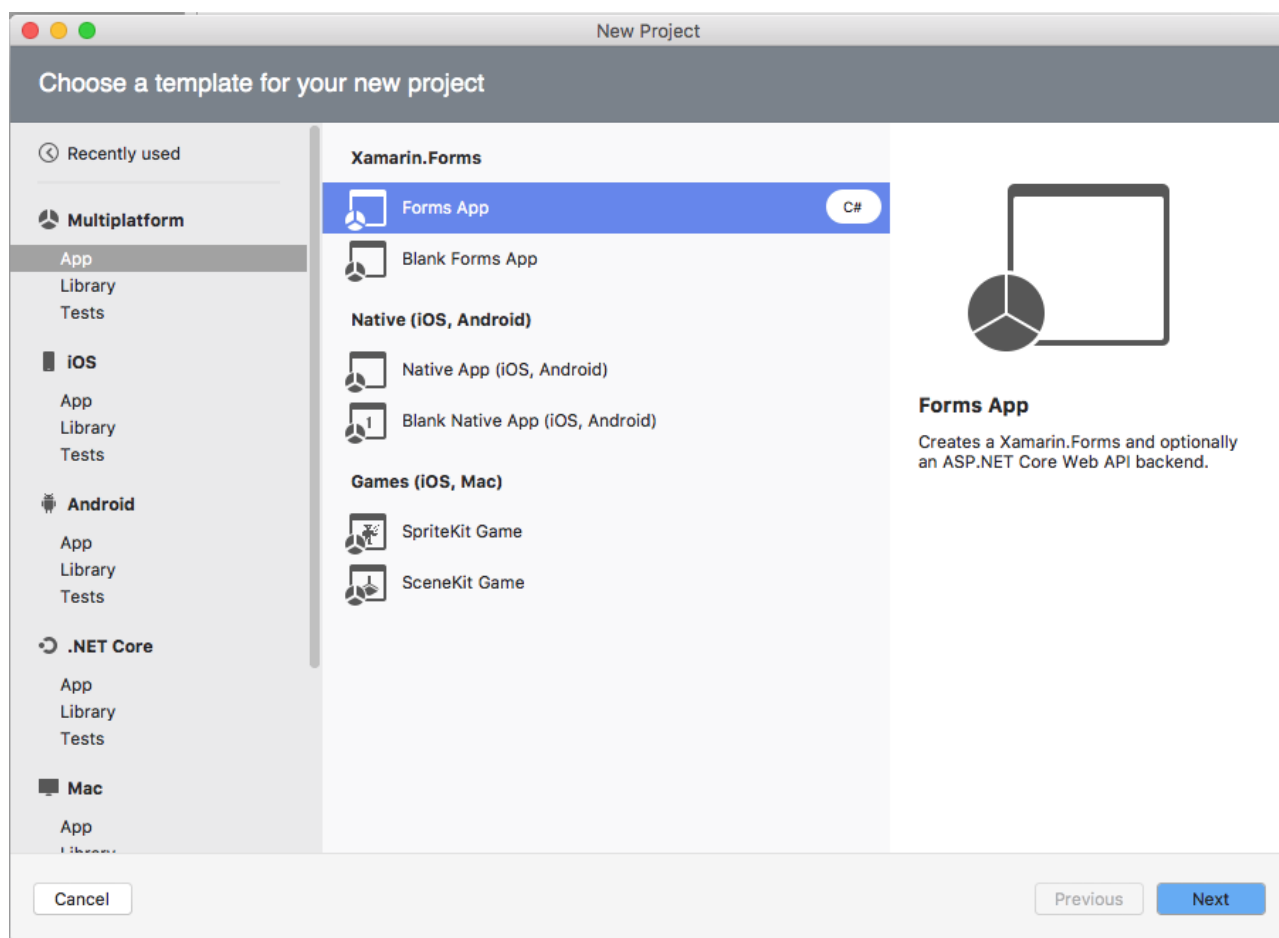 New Project
Choose a template for your new project
Recently used
Multiplatform
App
Library
Tests
iOS
App
Library
Tests
Android
App
Library
Tests
.NET Core
App
Library
Tests
Mac
App
Library
Xamarin.Forms
Forms App
C#
Blank Forms App
Native (iOS, Android)
Native App (iOS, Android)
1
Blank Native App (iOS, Android)
Games (iOS, Mac)
SpriteKit Game
SceneKit Game
Forms App
Creates a Xamarin.Forms and optionally
an ASP.NET Core Web API backend.
Cancel
Previous
Next